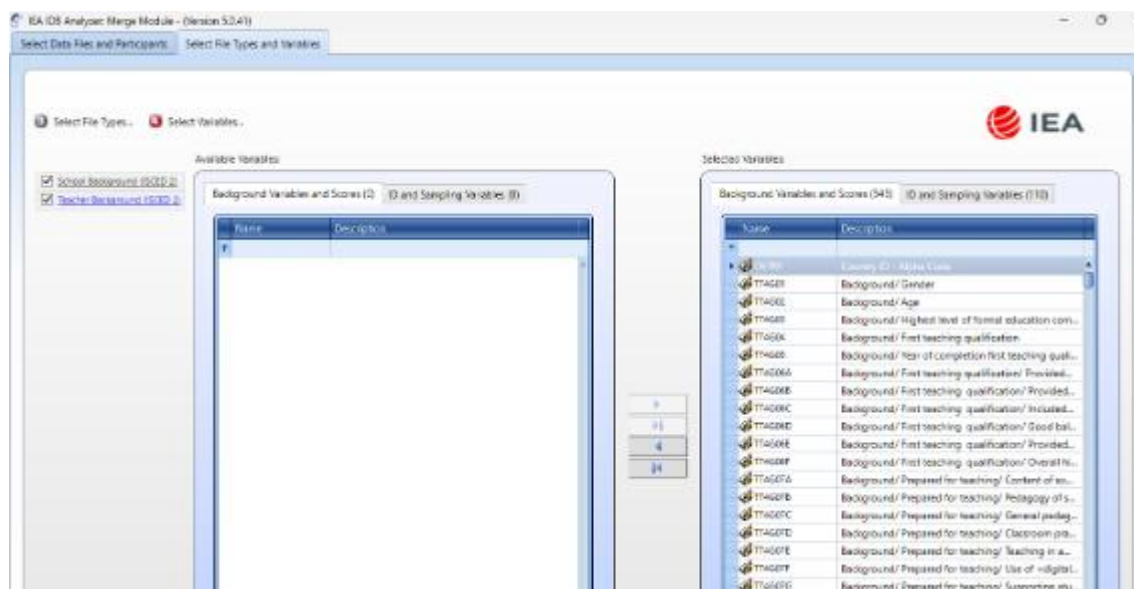 IEA IDB Analyzer: Merge Module - (Version 5.0.41)
Select Data Files and Participants Select File Types and Variables
Select File Types... Select Variables...
IEA
Available Variables
Selected Variables
School Background (ISCED 2)
Teacher Background (ISCED 2)
Background Variables and Scores (0) ID and Sampling Variables (0)
Background Variables and Scores (545) ID and Sampling Variables (110)
Name Description
Name Description
Country ID - Alpha Code
TT4G01 Background/ Gender
TT4G02 Background/ Age
TT4G03 Background/ Highest level of formal education com...
TT4G04 Background/ First teaching qualification
TT4G05 Background/ Year of completion first teaching quali...
TT4G06A Background/ First teaching qualification/ Provided...
TT4G06B Background/ First teaching qualification/ Provided...
TT4G06C Background/ First teaching qualification/ Included...
TT4G06D Background/ First teaching qualification/ Good bal...
TT4G06E Background/ First teaching qualification/ Provided...
TT4G06F Background/ First teaching qualification/ Overall hi...
TT4G07A Background/ Prepared for teaching/ Content of so...
TT4G07B Background/ Prepared for teaching/ Pedagogy of s...
TT4G07C Background/ Prepared for teaching/ General pedag...
TT4G07D Background/ Prepared for teaching/ Classroom pra...
TT4G07E Background/ Prepared for teaching/ Teaching in a...
TT4G07F Background/ Prepared for teaching/ Use of <digital...
TT4G07G Background/ Prepared for teaching/ Supporting stu...